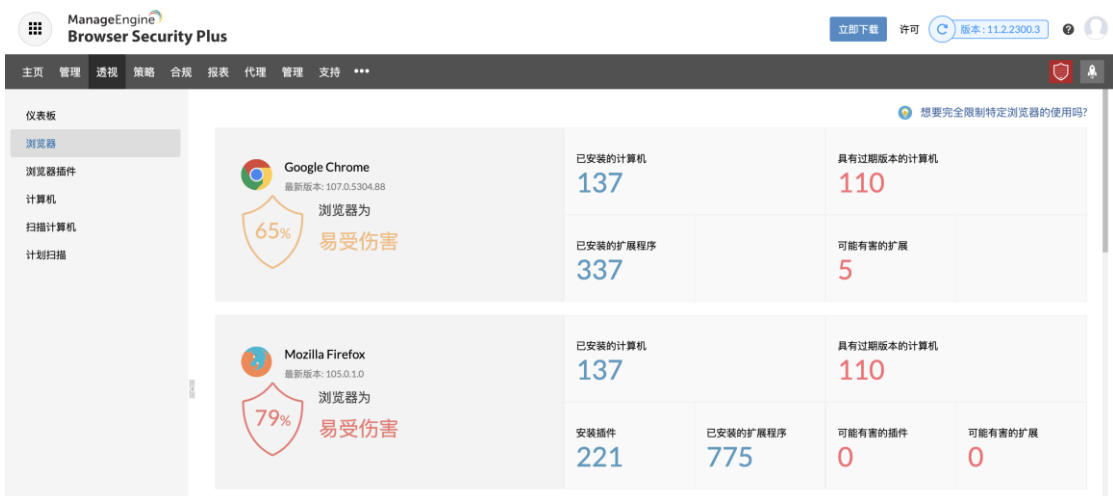 ManageEngine
Browser Security Plus
立即下载 许可 版本: 11.2.2300.3
主页 管理 透视 策略 合规 报表 代理 管理 支持 •••
仪表板
浏览器
浏览器插件
计算机
扫描计算机
计划扫描
想要完全限制特定浏览器的使用吗?
Google Chrome
最新版本: 107.0.5304.88
浏览器为
65%
易受伤害
已安装的计算机
137
具有过期版本的计算机
110
已安装的扩展程序
337
可能有害的扩展
5
Mozilla Firefox
最新版本: 105.0.1.0
浏览器为
79%
易受伤害
已安装的计算机
137
具有过期版本的计算机
110
安装插件
221
已安装的扩展程序
775
可能有害的插件
0
可能有害的扩展
0